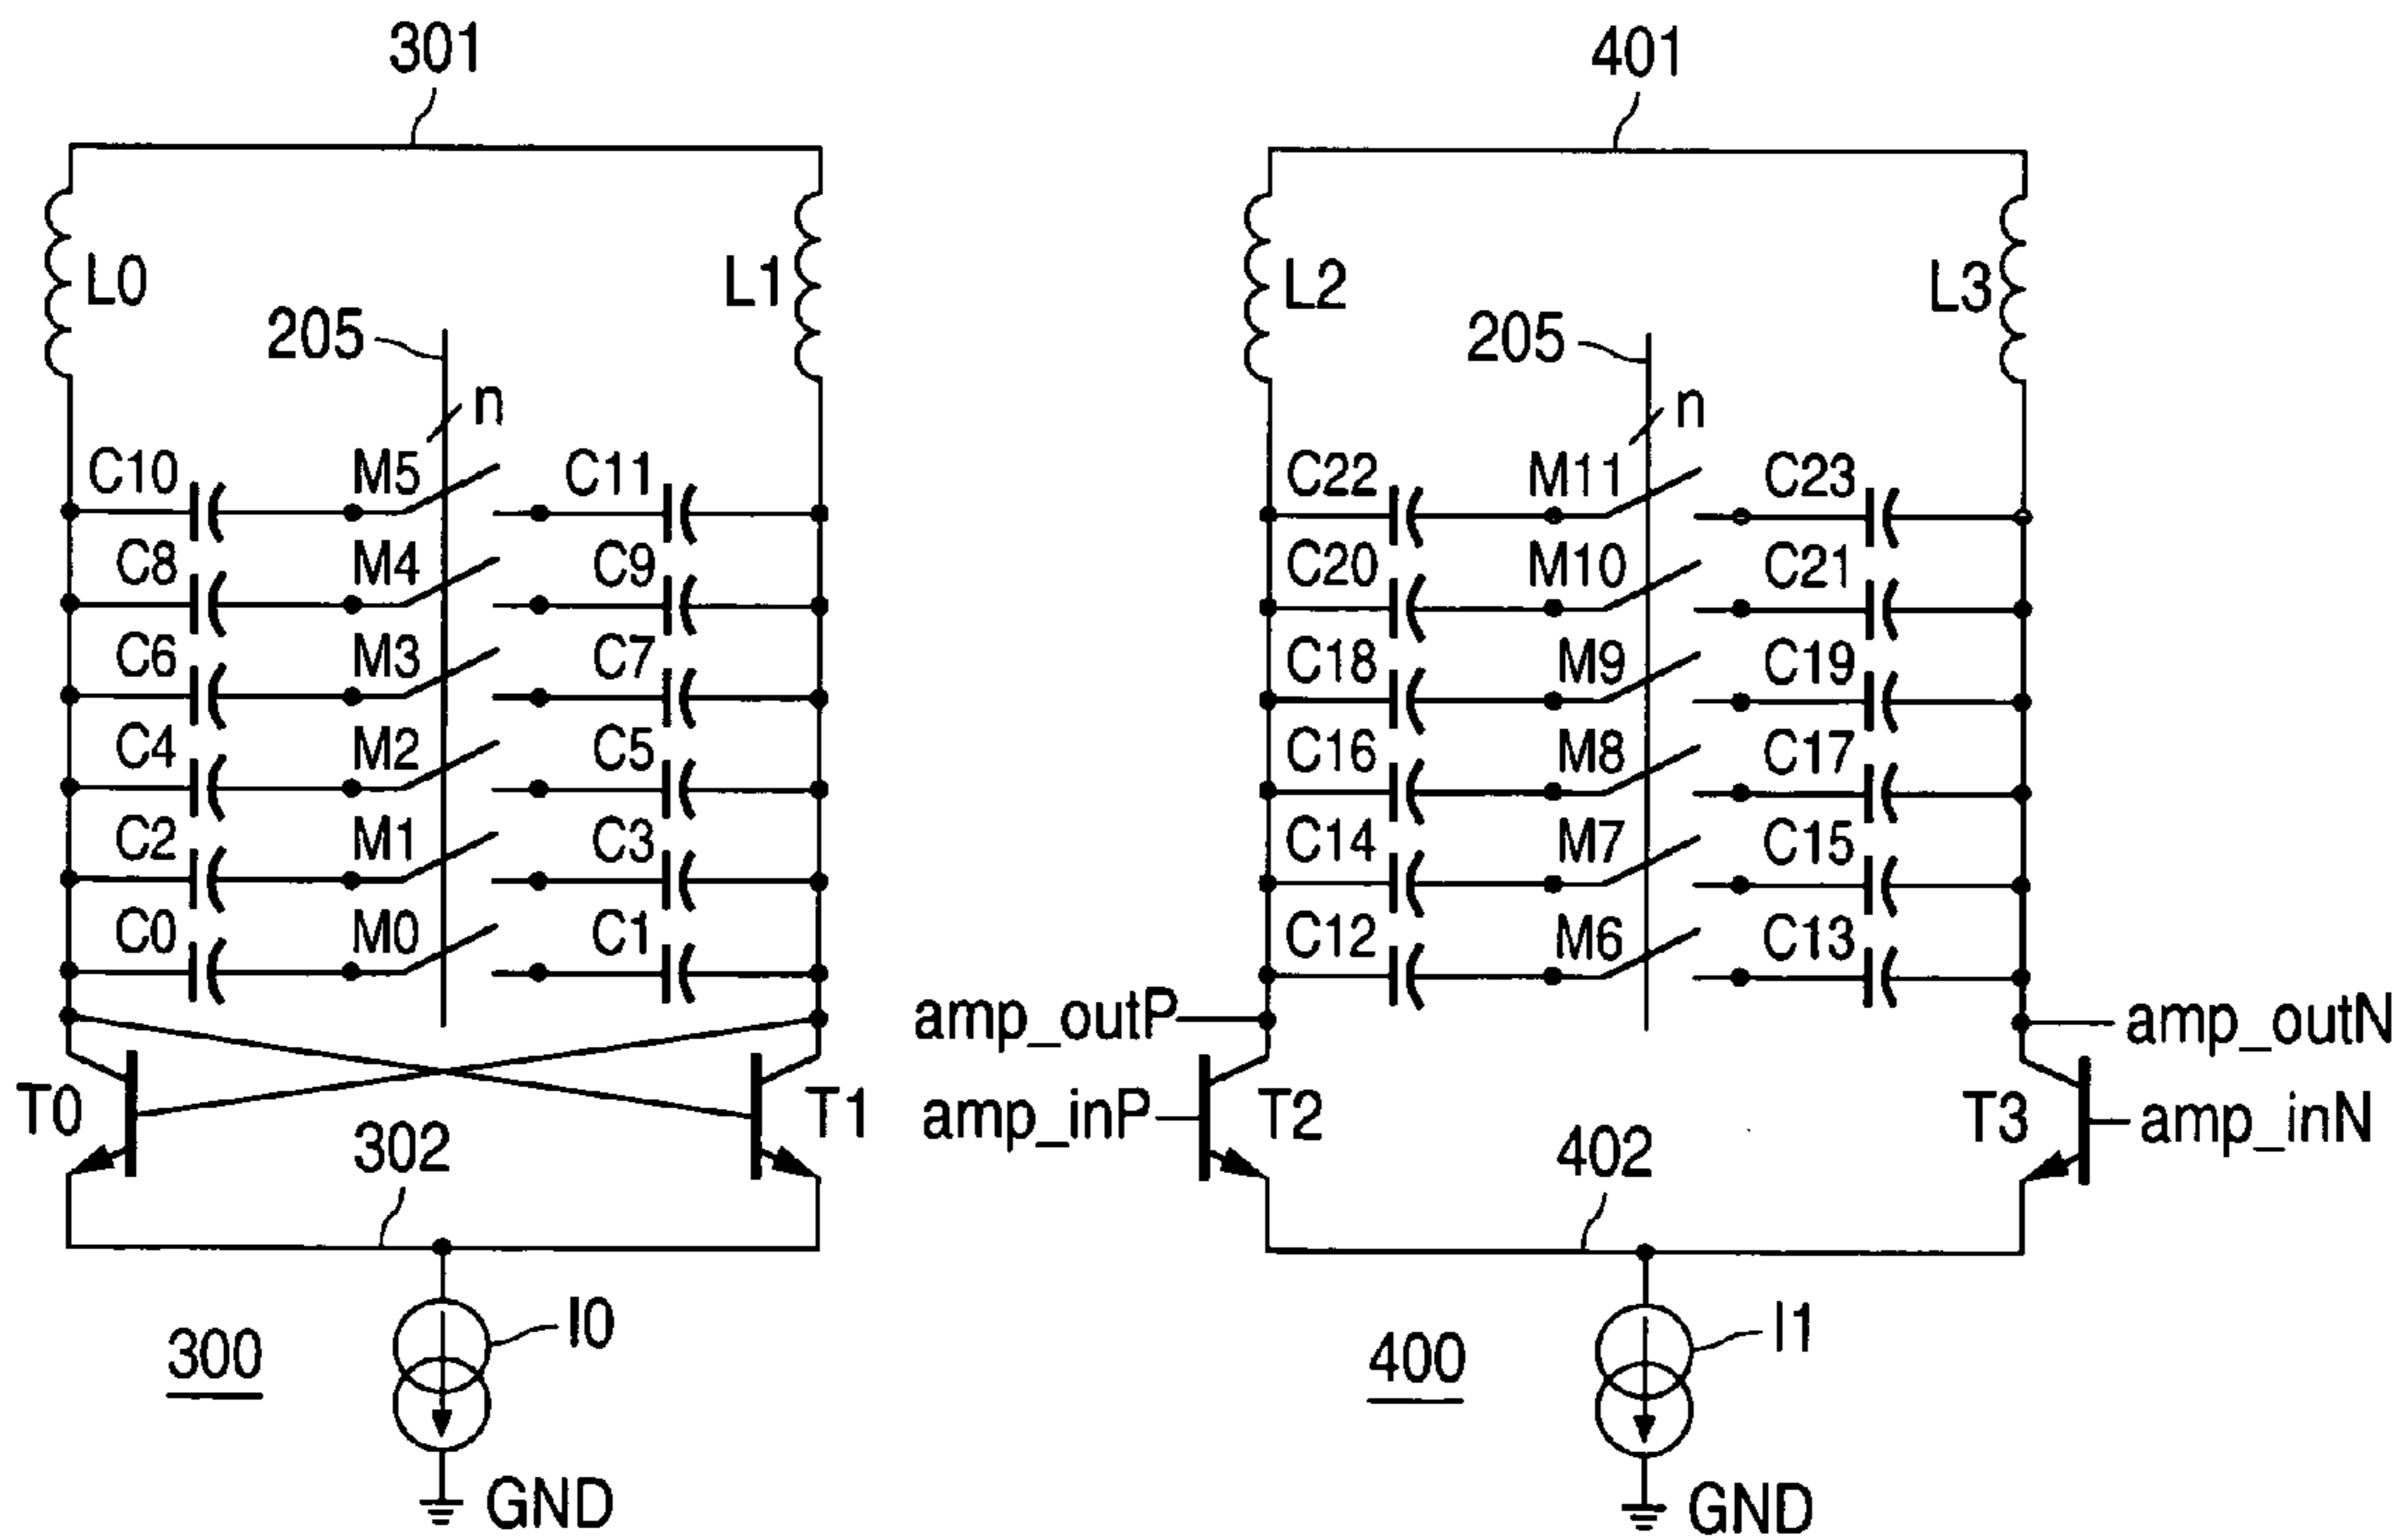 301
401
L0
L1
L2
L3
205
205
n
n
C10 M5 C11
C22 M11 C23
C8 M4 C9
C20 M10 C21
C6 M3 C7
C18 M9 C19
C4 M2 C5
C16 M8 C17
C2 M1 C3
C14 M7 C15
C0 M0 C1
C12 M6 C13
amp_outP
amp_outN
T0
T1
amp_inP
T2
T3
amp_inN
302
402
I0
I1
300
400
GND
GND